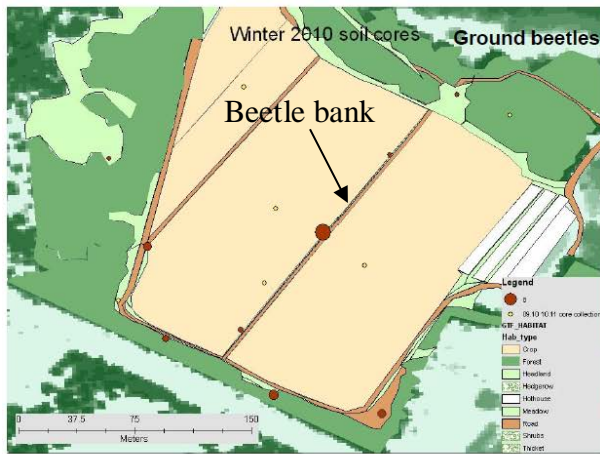 Winter 2010 soil cores
Ground beetles
Beetle bank
Legend
09.10 10.11 core collection
GTF_HABITAT
Hab_type
Crop
Forest
Headland
Hedgerow
Hothouse
Meadow
Road
Shrubs
Thicket
0 37.5 75 150
Meters